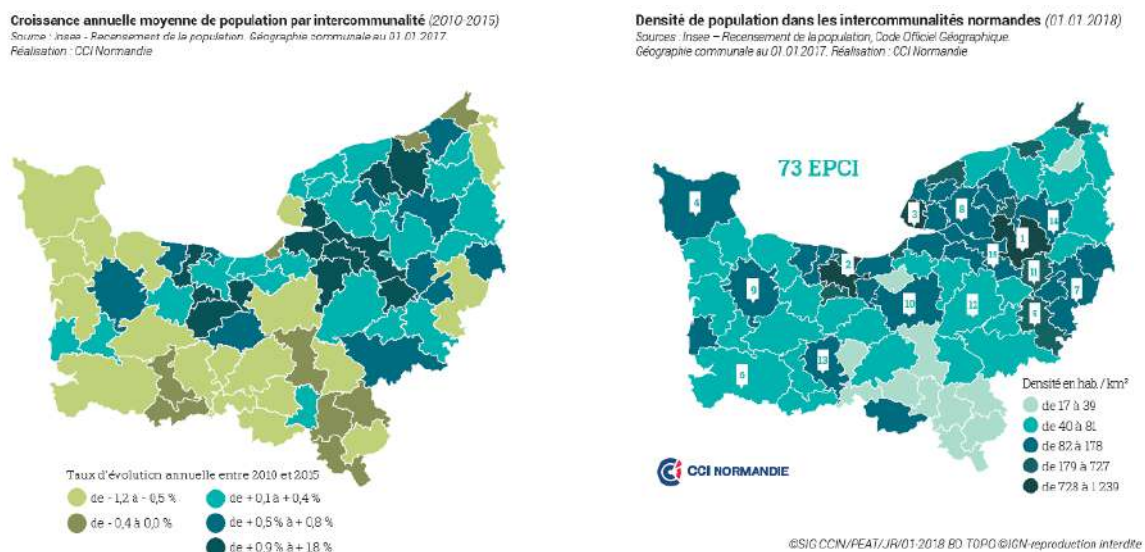 Croissance annuelle moyenne de population par intercommunalité (2010-2015)
Source : Insee - Recensement de la population. Géographie communale au 01.01.2017.
Réalisation : CCI Normandie
Taux d'évolution annuelle entre 2010 et 2015
de - 1,2 à - 0,5 %
de - 0,4 à 0,0 %
de + 0,1 à + 0,4 %
de + 0,5 % à + 0,8 %
de + 0,9 % à + 1,8 %
Densité de population dans les intercommunalités normandes (01.01.2018)
Sources : Insee – Recensement de la population, Code Officiel Géographique.
Géographie communale au 01.01.2017. Réalisation : CCI Normandie
73 EPCI
4
3
8
14
1
2
11
9
10
12
7
13
6
Densité en hab./ km²
de 17 à 39
de 40 à 81
de 82 à 178
de 179 à 727
de 728 à 1 239
CCI NORMANDIE
©SIG CCIN/PEAT/JR/01-2018 BD TOPO ©IGN-reproduction interdite